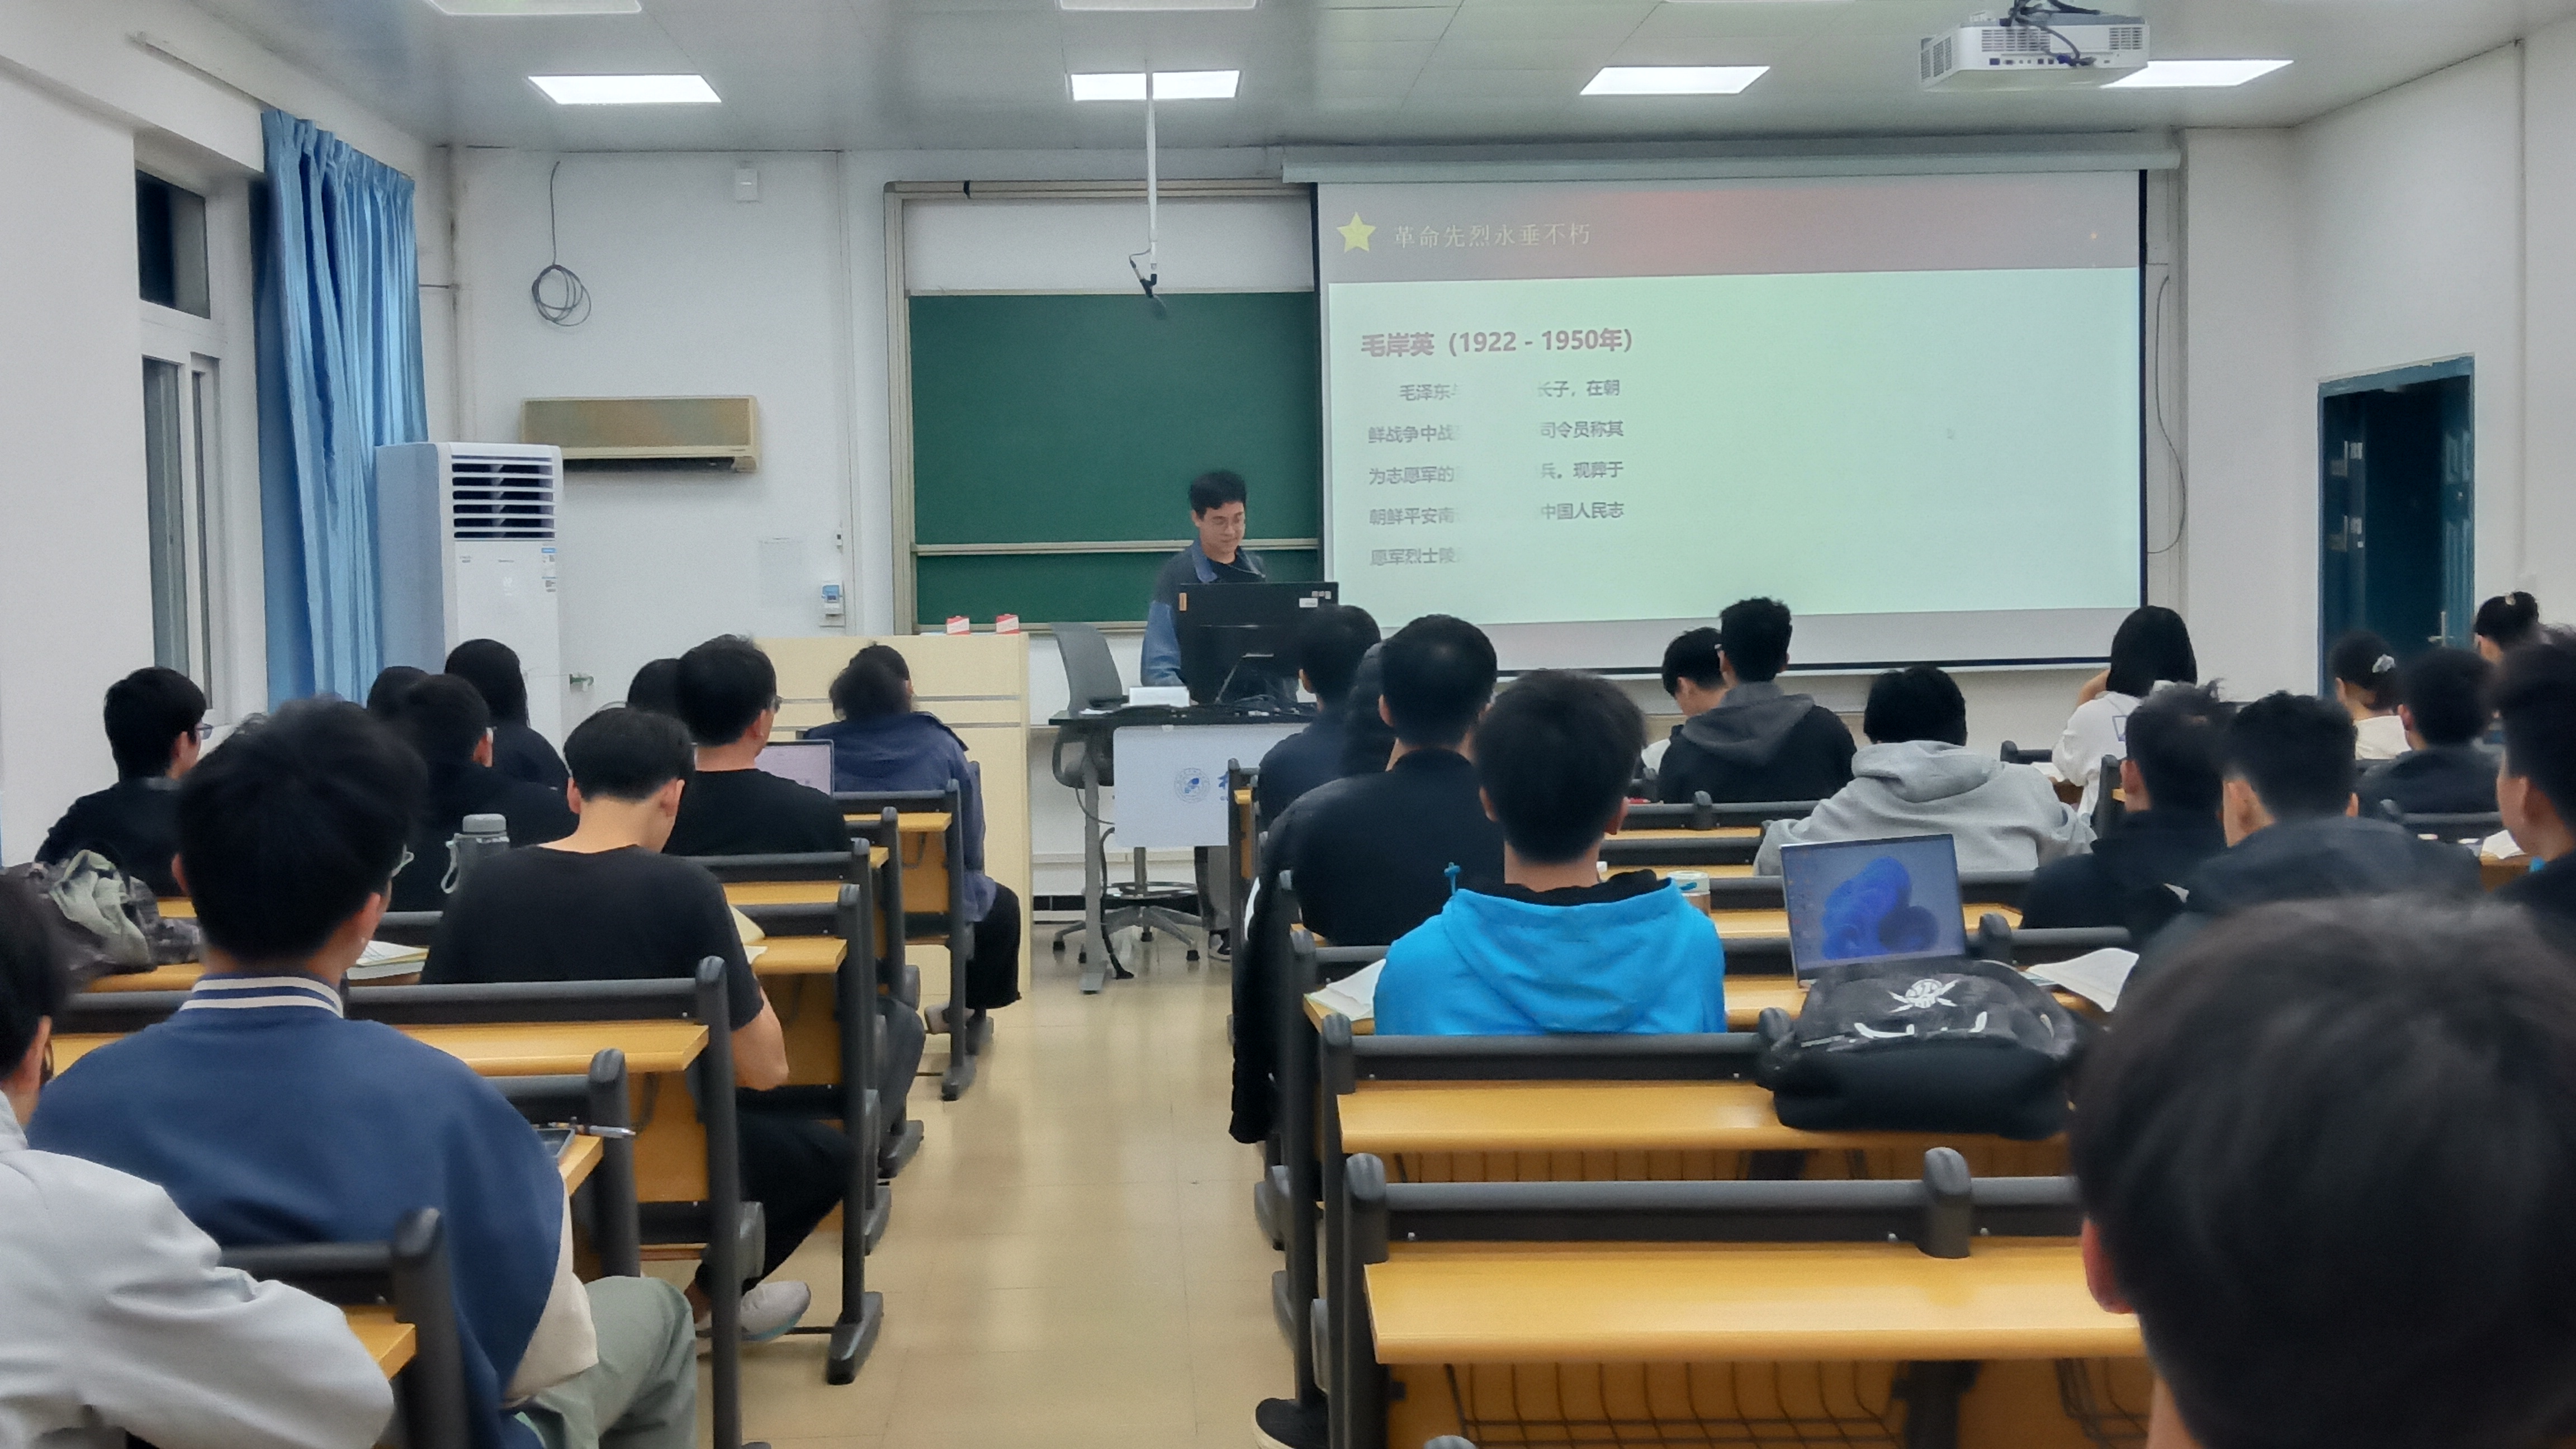 革命先烈永垂不朽
毛岸英（1922 - 1950年）
毛泽东 长子，在朝
鲜战争中战 司令员称其
为志愿军的 兵。现葬于
朝鲜平安南 中国人民志
愿军烈士陵